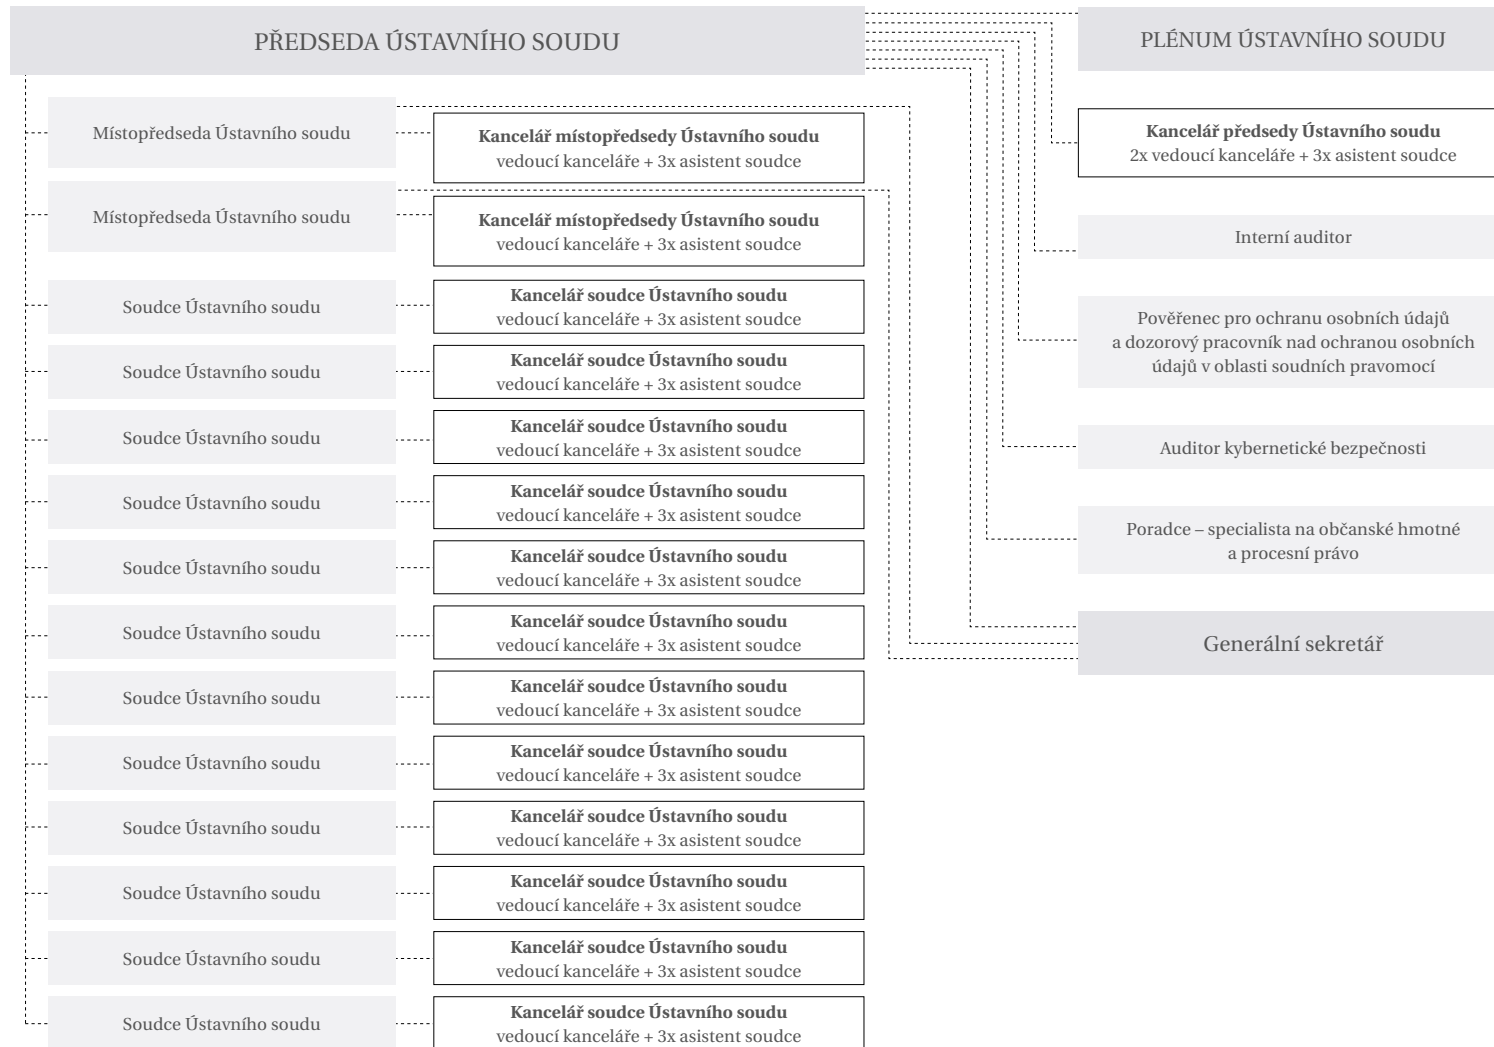 PŘEDSEDA ÚSTAVNÍHO SOUDU
Místopředseda Ústavního soudu
Kancelář místopředsedy Ústavního soudu
vedoucí kanceláře + 3x asistent soudce
Místopředseda Ústavního soudu
Kancelář místopředsedy Ústavního soudu
vedoucí kanceláře + 3x asistent soudce
Soudce Ústavního soudu
Kancelář soudce Ústavního soudu
vedoucí kanceláře + 3x asistent soudce
Soudce Ústavního soudu
Kancelář soudce Ústavního soudu
vedoucí kanceláře + 3x asistent soudce
Soudce Ústavního soudu
Kancelář soudce Ústavního soudu
vedoucí kanceláře + 3x asistent soudce
Soudce Ústavního soudu
Kancelář soudce Ústavního soudu
vedoucí kanceláře + 3x asistent soudce
Soudce Ústavního soudu
Kancelář soudce Ústavního soudu
vedoucí kanceláře + 3x asistent soudce
Soudce Ústavního soudu
Kancelář soudce Ústavního soudu
vedoucí kanceláře + 3x asistent soudce
Soudce Ústavního soudu
Kancelář soudce Ústavního soudu
vedoucí kanceláře + 3x asistent soudce
Soudce Ústavního soudu
Kancelář soudce Ústavního soudu
vedoucí kanceláře + 3x asistent soudce
Soudce Ústavního soudu
Kancelář soudce Ústavního soudu
vedoucí kanceláře + 3x asistent soudce
Soudce Ústavního soudu
Kancelář soudce Ústavního soudu
vedoucí kanceláře + 3x asistent soudce
Soudce Ústavního soudu
Kancelář soudce Ústavního soudu
vedoucí kanceláře + 3x asistent soudce
Soudce Ústavního soudu
Kancelář soudce Ústavního soudu
vedoucí kanceláře + 3x asistent soudce
PLÉNUM ÚSTAVNÍHO SOUDU
Kancelář předsedy Ústavního soudu
2x vedoucí kanceláře + 3x asistent soudce
Interní auditor
Pověřenec pro ochranu osobních údajů
a dozorový pracovník nad ochranou osobních
údajů v oblasti soudních pravomocí
Auditor kybernetické bezpečnosti
Poradce – specialista na občanské hmotné
a procesní právo
Generální sekretář